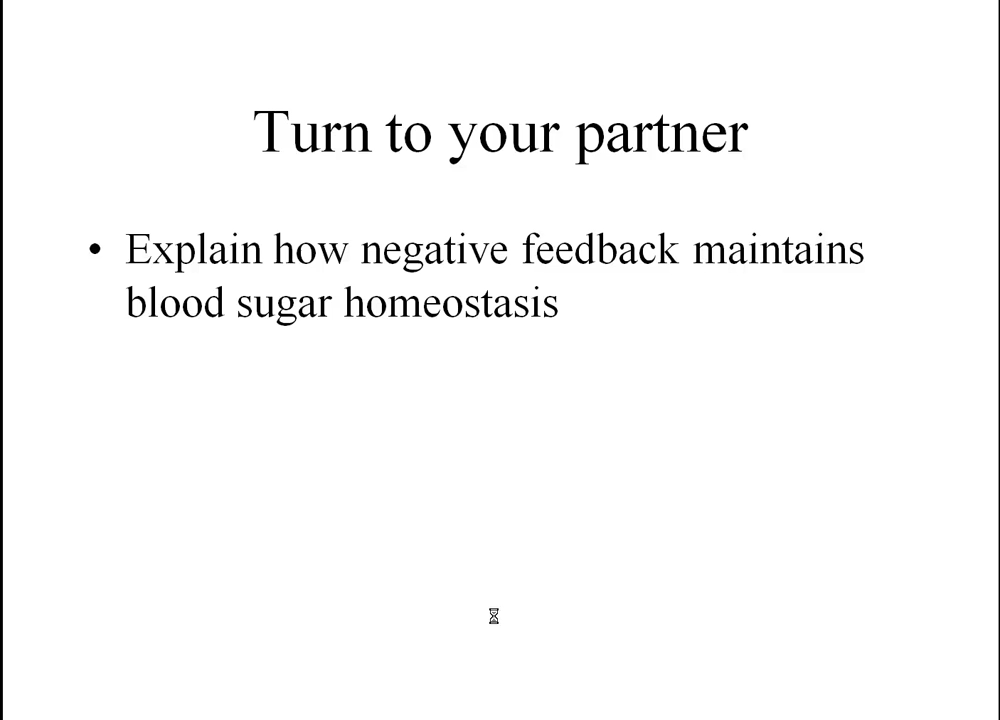 Turn to your partner
• Explain how negative feedback maintains
blood sugar homeostasis